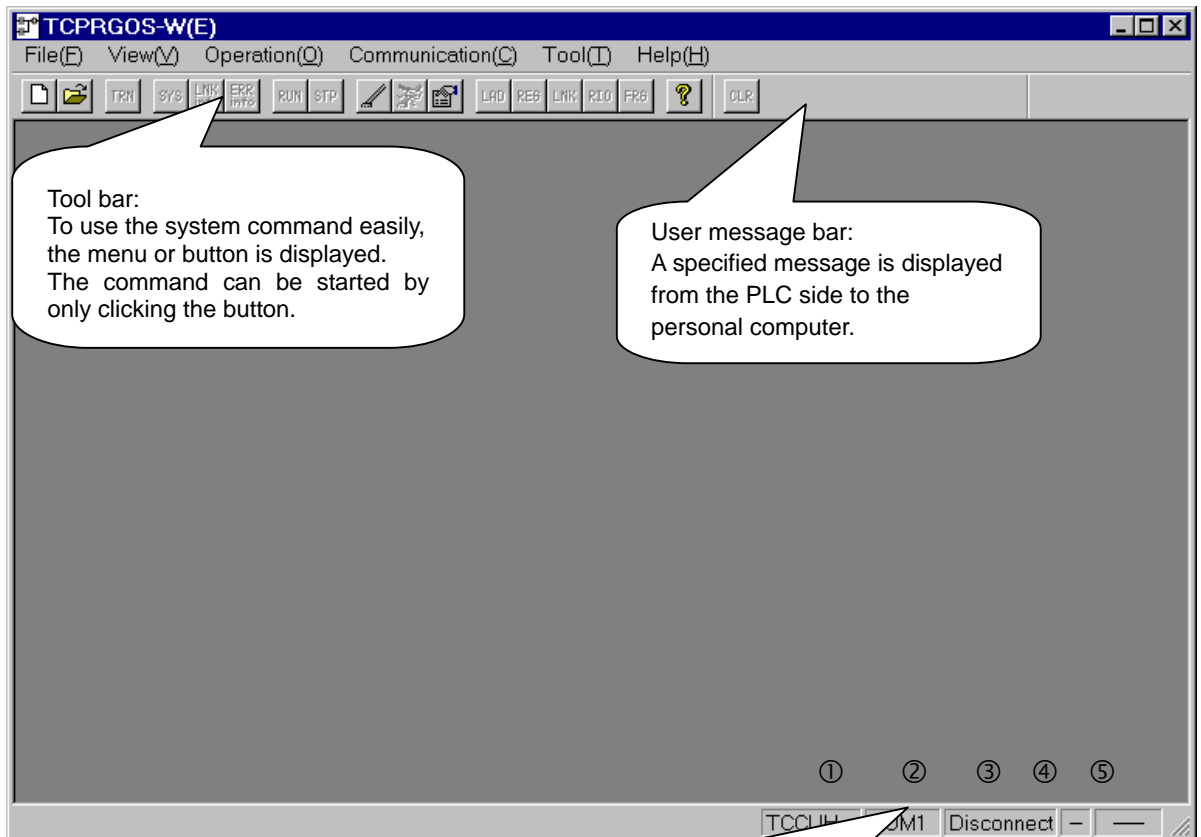 TCPRGOS-W(E)
File(F) View(V) Operation(O) Communication(C) Tool(T) Help(H)
TRN SYS LNK ERR info RUN STP LAD REG LNK RIO FRG ? CLR
Tool bar:
To use the system command easily,
the menu or button is displayed.
The command can be started by
only clicking the button.
User message bar:
A specified message is displayed
from the PLC side to the
personal computer.
① ② ③ ④ ⑤
Disconnect – —